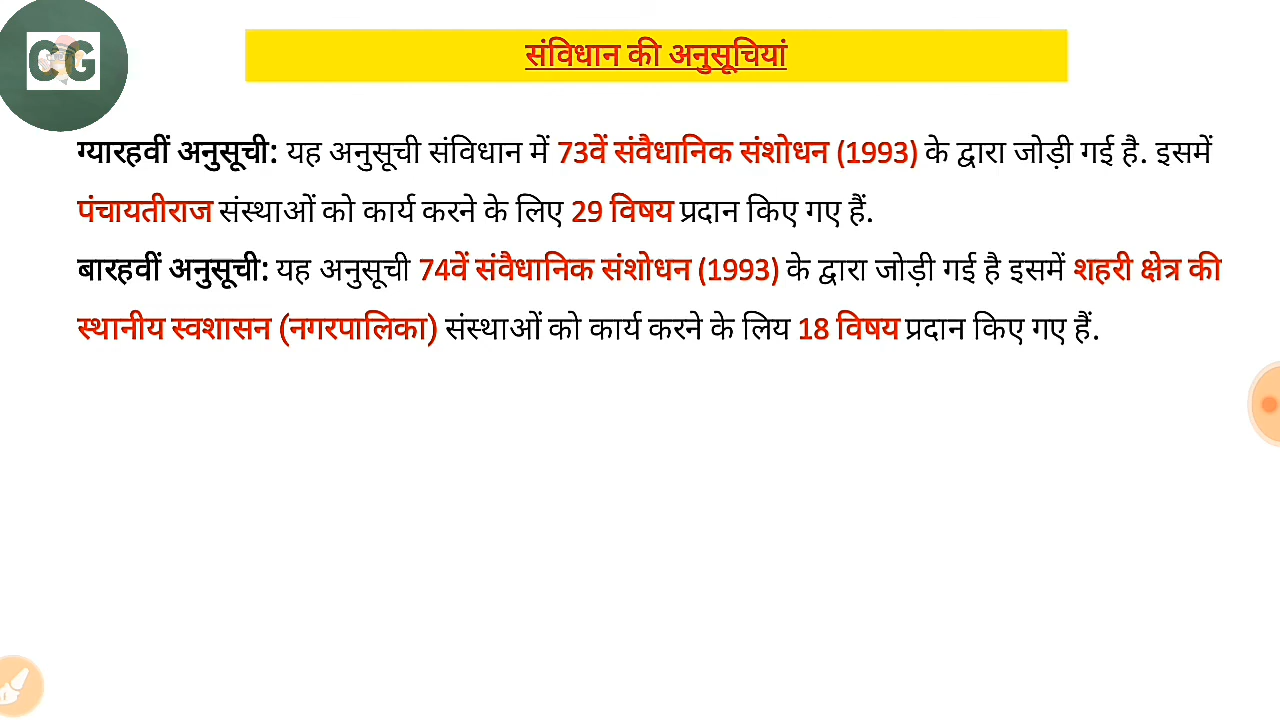 CG
संविधान की अनुसूचियां
ग्यारहवीं अनुसूची: यह अनुसूची संविधान में 73वें संवैधानिक संशोधन (1993) के द्वारा जोड़ी गई है. इसमें
पंचायतीराज संस्थाओं को कार्य करने के लिए 29 विषय प्रदान किए गए हैं.
बारहवीं अनुसूची: यह अनुसूची 74वें संवैधानिक संशोधन (1993) के द्वारा जोड़ी गई है इसमें शहरी क्षेत्र की
स्थानीय स्वशासन (नगरपालिका) संस्थाओं को कार्य करने के लिय 18 विषय प्रदान किए गए हैं.